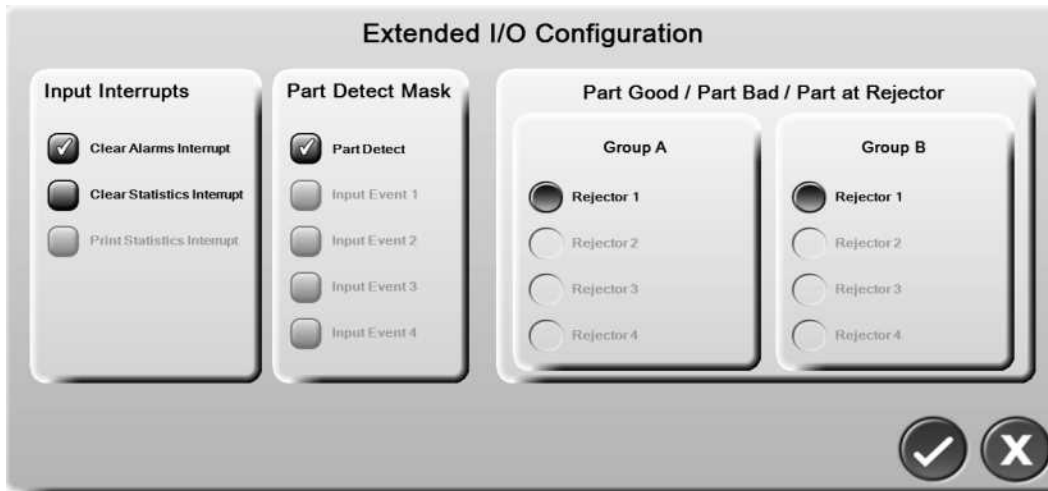 Extended I/O Configuration
Input Interrupts
Clear Alarms Interrupt
Clear Statistics Interrupt
Print Statistics Interrupt
Part Detect Mask
Part Detect
Input Event 1
Input Event 2
Input Event 3
Input Event 4
Part Good / Part Bad / Part at Rejector
Group A
Rejector 1
Rejector 2
Rejector 3
Rejector 4
Group B
Rejector 1
Rejector 2
Rejector 3
Rejector 4